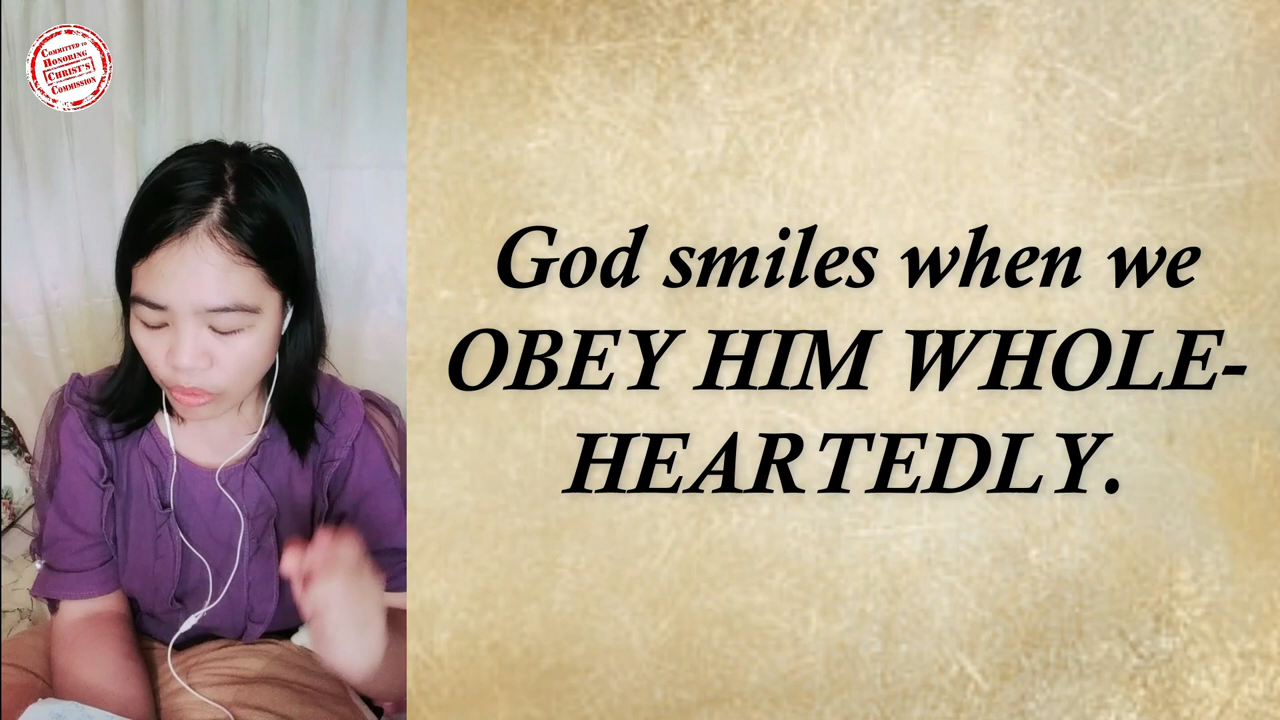 COMMITTED TO
HONORING
CHRIST'S
COMMISSION
God smiles when we
OBEY HIM WHOLE-
HEARTEDLY.